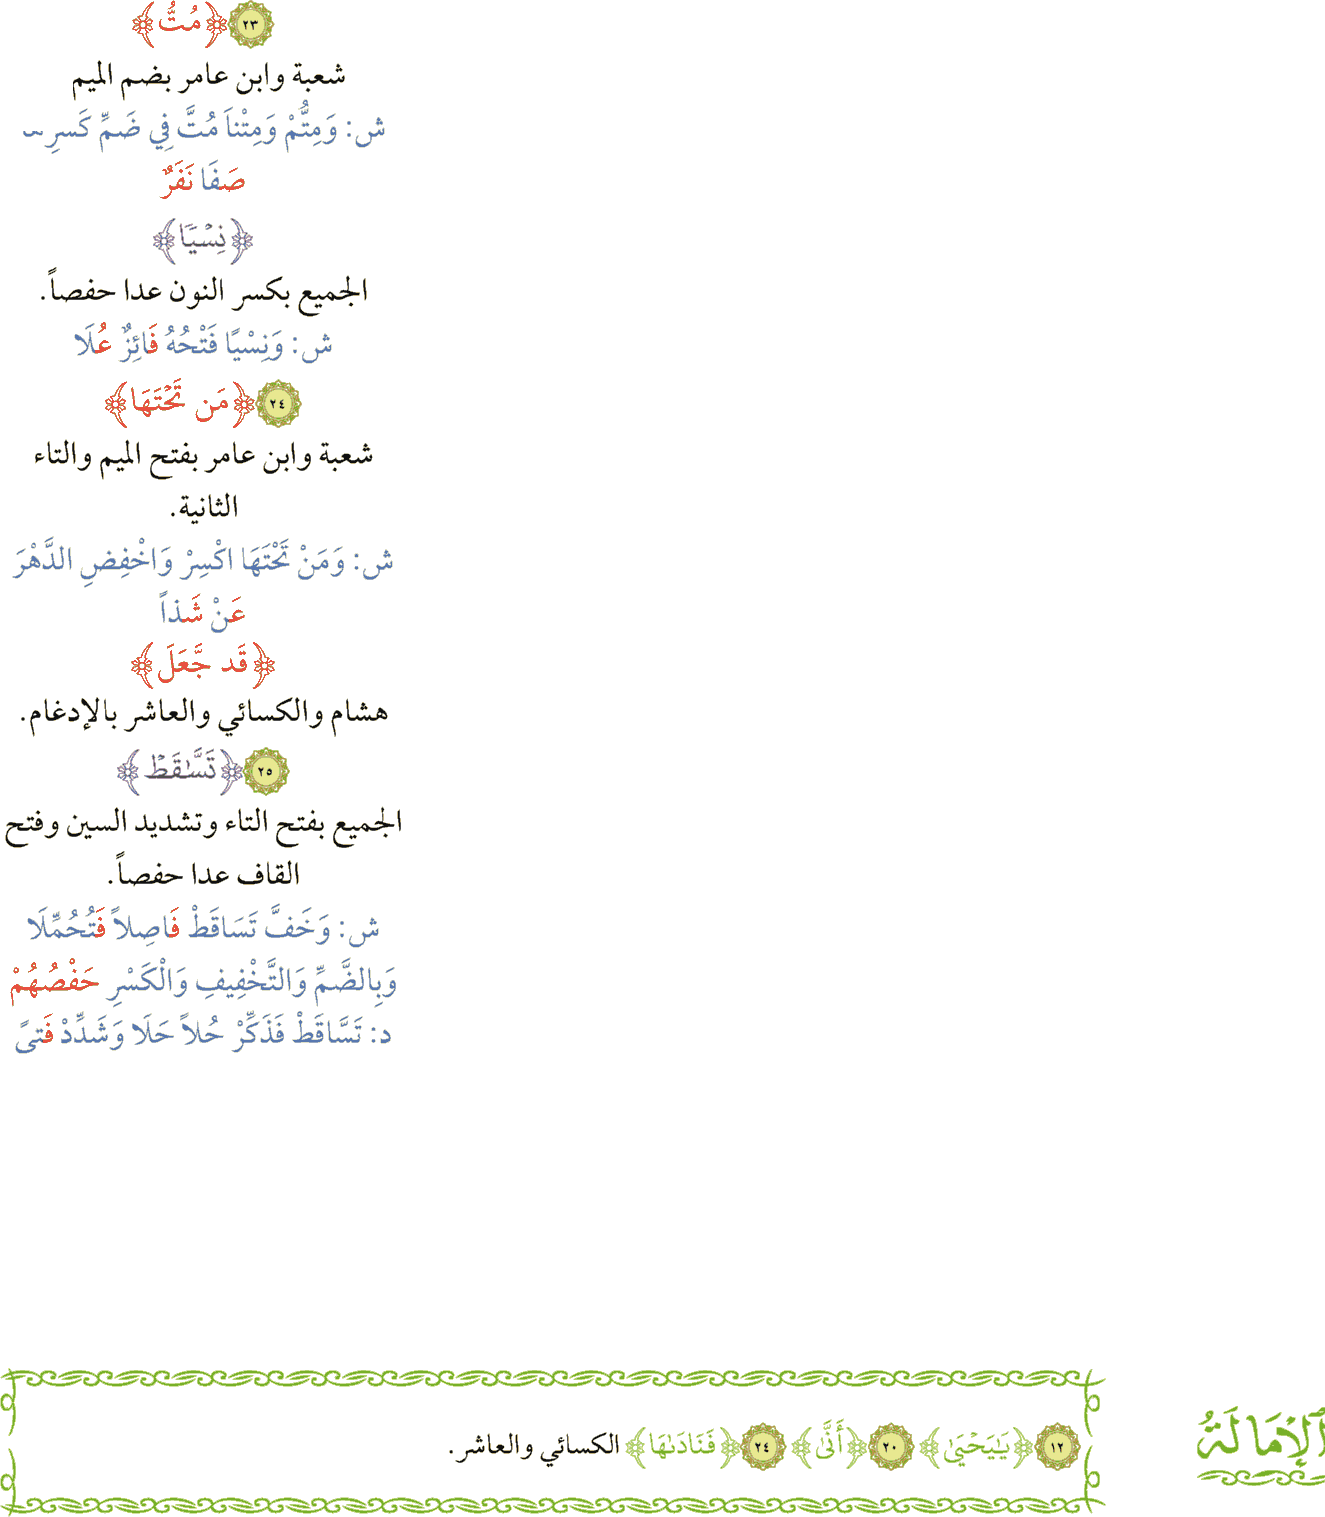 ٢٣ ﴿مُتُّ﴾
شعبة وابن عامر بضم الميم
ش: وَمِتُّمْ وَمِتْنَا مُتَّ فِي ضَمِّ كَسرِ
صَفَا نَفَرٌ
﴿نِسْيًا﴾
الجميع بكسر النون عدا حفصاً.
ش: وَنِسْيًا فَتْحُهُ فَائِزٌ عُلَا
٢٤ ﴿مَن تَحْتَهَا﴾
شعبة وابن عامر بفتح الميم والتاء
الثانية.
ش: وَمَنْ تَحْتَهَا اكْسِرْ وَاخْفِضِ الدَّهْرَ
عَنْ شَذاً
﴿قَد جَّعَلَ﴾
هشام والكسائي والعاشر بالإدغام.
٢٥ ﴿تَسَّٰقَطْ﴾
الجميع بفتح التاء وتشديد السين وفتح
القاف عدا حفصاً.
ش: وَخَفَّ تَسَاقَطْ فَاصِلاً فَتُحُمِّلَا
وَبِالضَّمِّ وَالتَّخْفِيفِ وَالْكَسْرِ حَفْصُهُمْ
د: تَسَّاقَطْ فَذَكِّرْ حُلاً حَلَا وَشَدِّدْ فَتىً
ٱلْإِمَالَةُ
١٢ ﴿يَٰيَحْيَىٰ﴾ ٢٠ ﴿أَنَّىٰ﴾ ٢٤ ﴿فَنَادَىٰهَا﴾ الكسائي والعاشر.